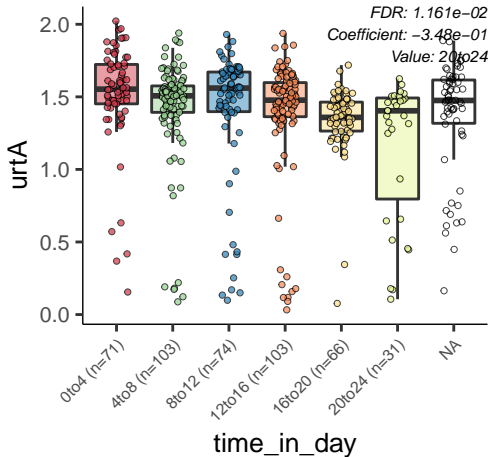 FDR: 1.161e−02
Coefficient: −3.48e−01
Value: 20to24
urtA
2.0
1.5
1.0
0.5
0.0
0to4 (n=71)
4to8 (n=103)
8to12 (n=74)
12to16 (n=103)
16to20 (n=66)
20to24 (n=31)
NA
time_in_day